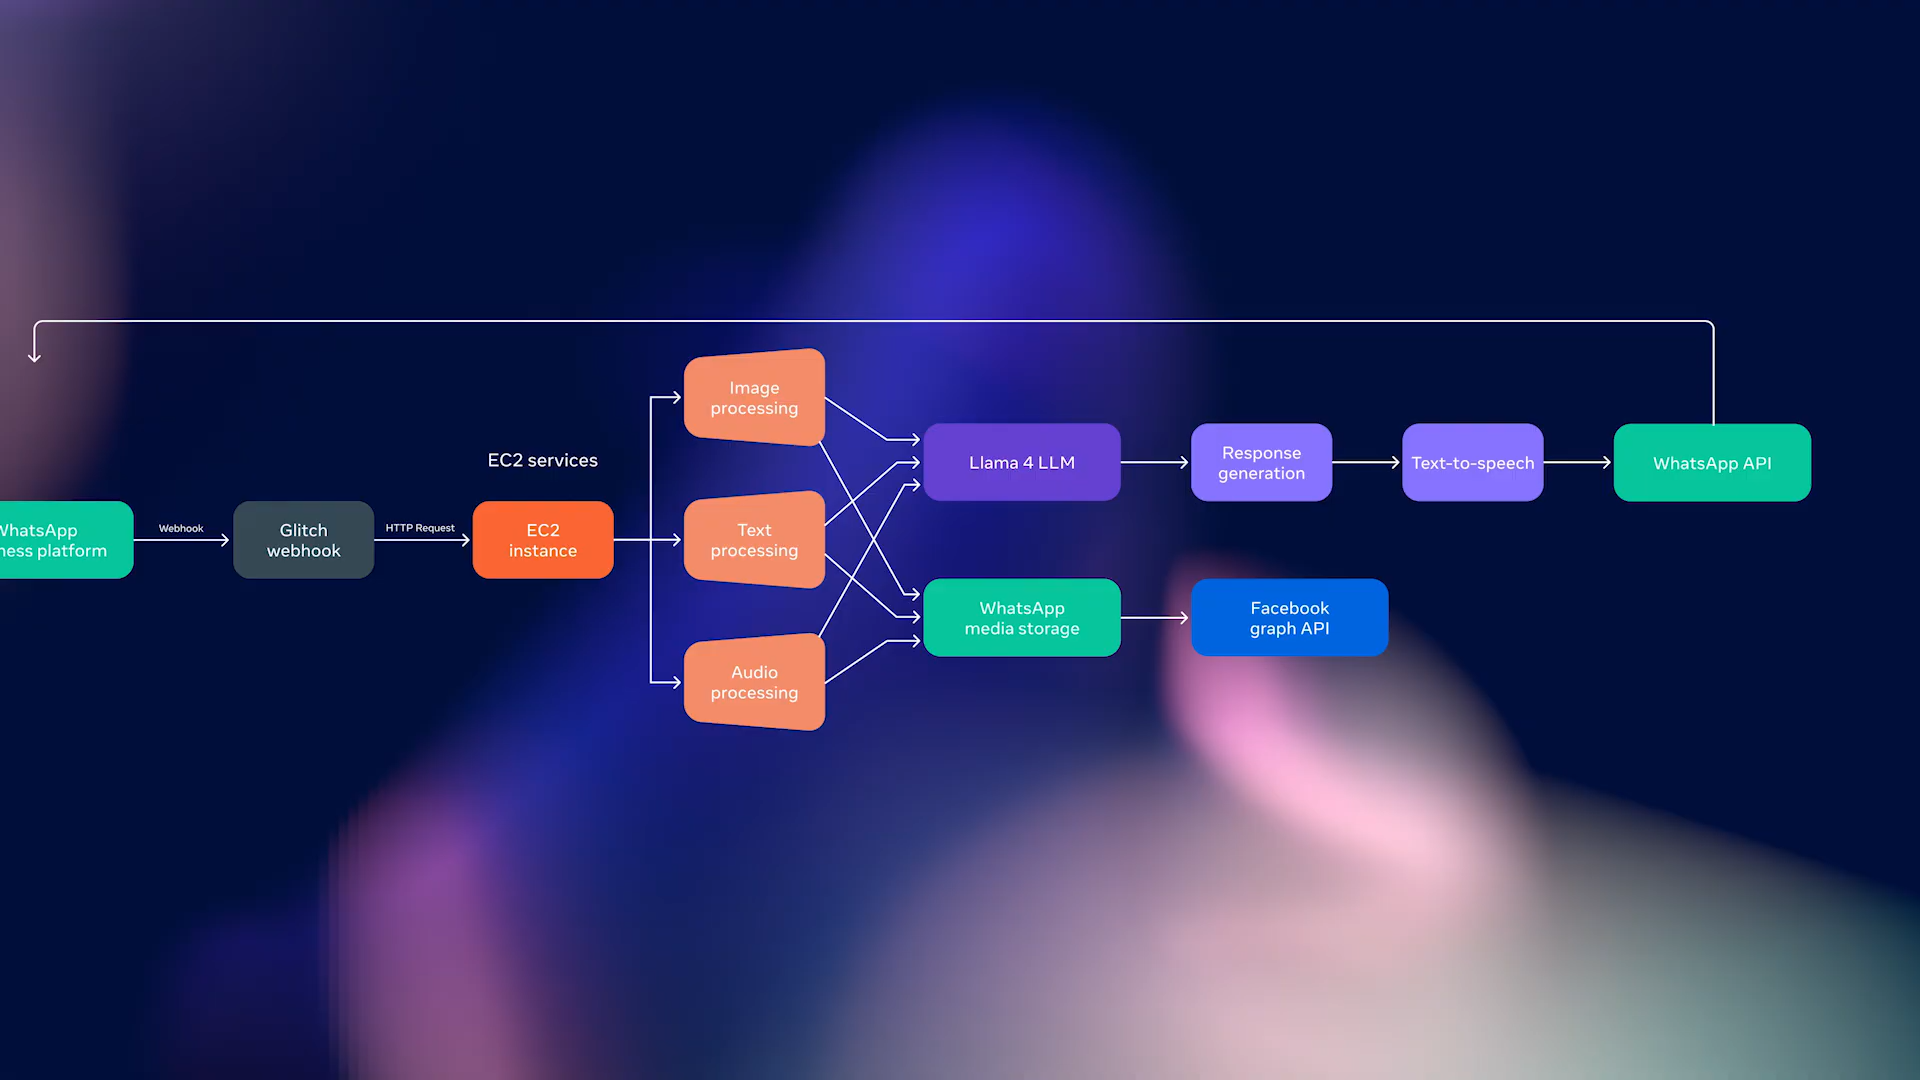 WhatsApp
ness platform
Webhook
Glitch
webhook
HTTP Request
EC2 services
EC2
instance
Image
processing
Text
processing
Audio
processing
Llama 4 LLM
WhatsApp
media storage
Response
generation
Facebook
graph API
Text-to-speech
WhatsApp API